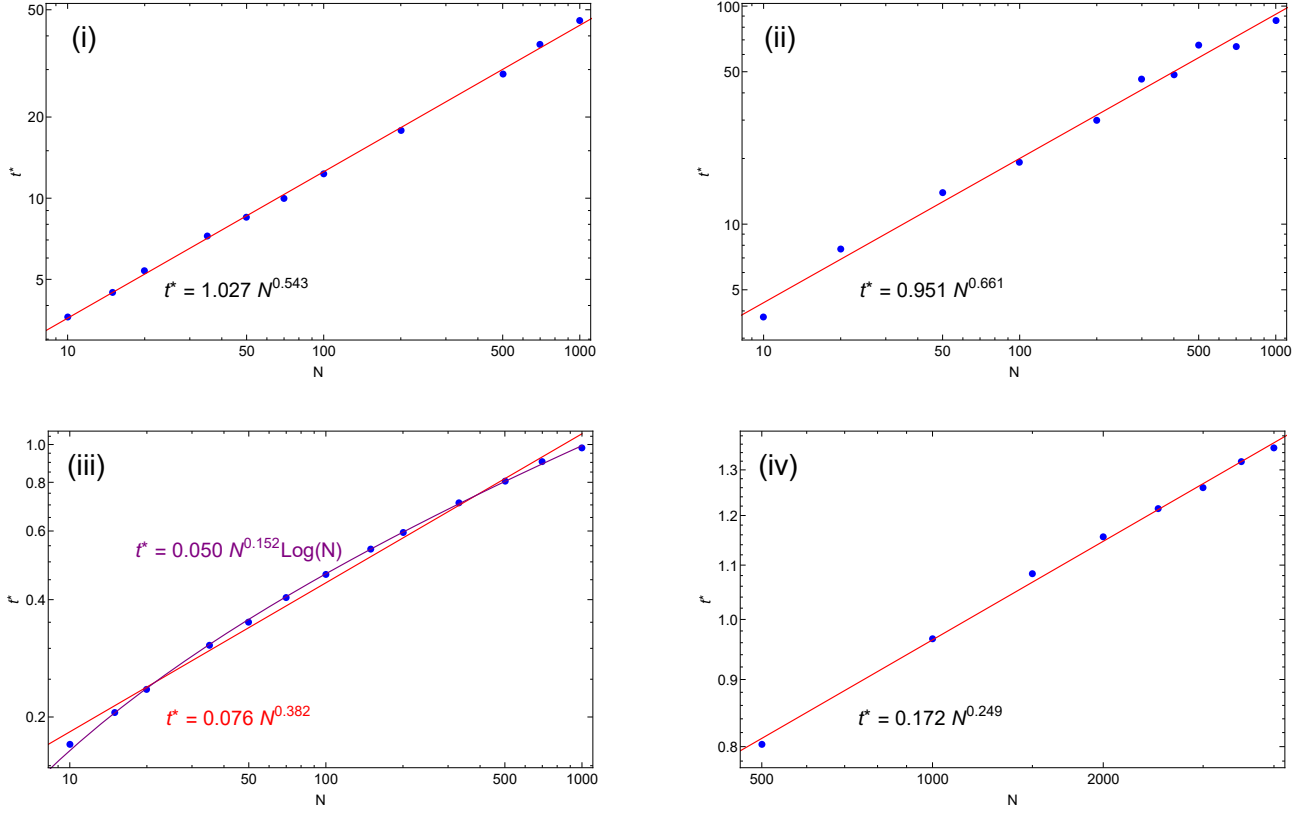 (i)
50
20
10
5
t*
t* = 1.027 N^0.543
10
50
100
500
1000
N
(ii)
100
50
20
10
5
t*
t* = 0.951 N^0.661
10
50
100
500
1000
N
(iii)
1.0
0.8
0.6
0.4
0.2
t*
t* = 0.050 N^0.152 Log(N)
t* = 0.076 N^0.382
10
50
100
500
1000
N
(iv)
1.3
1.2
1.1
1.0
0.9
0.8
t*
t* = 0.172 N^0.249
500
1000
2000
N